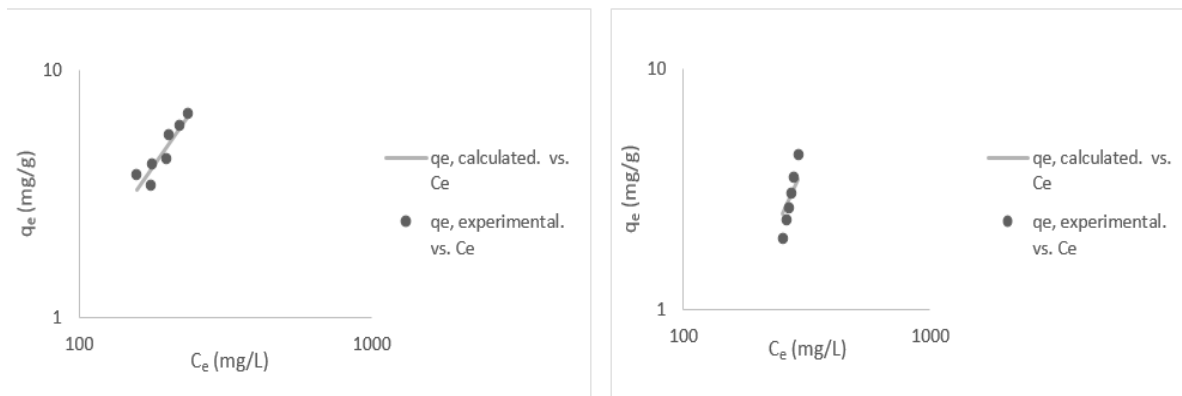 10
qe (mg/g)
1
100
1000
Ce (mg/L)
qe, calculated. vs.
Ce
qe, experimental.
vs. Ce
10
qe (mg/g)
1
100
1000
Ce (mg/L)
qe, calculated. vs.
Ce
qe, experimental.
vs. Ce